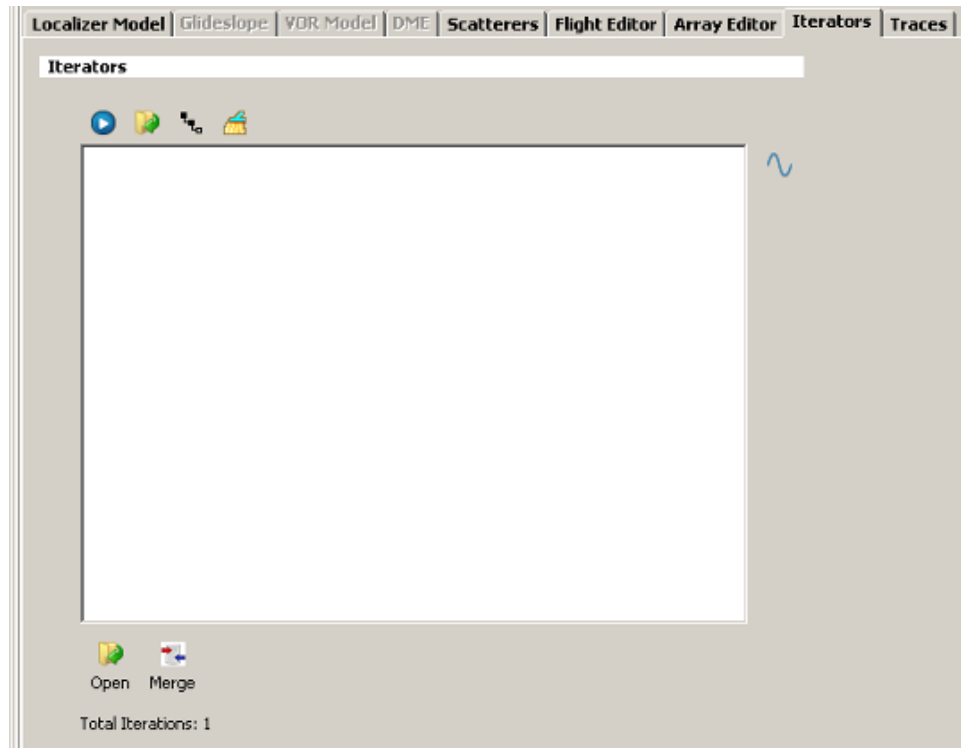 Localizer Model Glideslope VOR Model DME Scatterers Flight Editor Array Editor Iterators Traces
Iterators
Open Merge
Total Iterations: 1